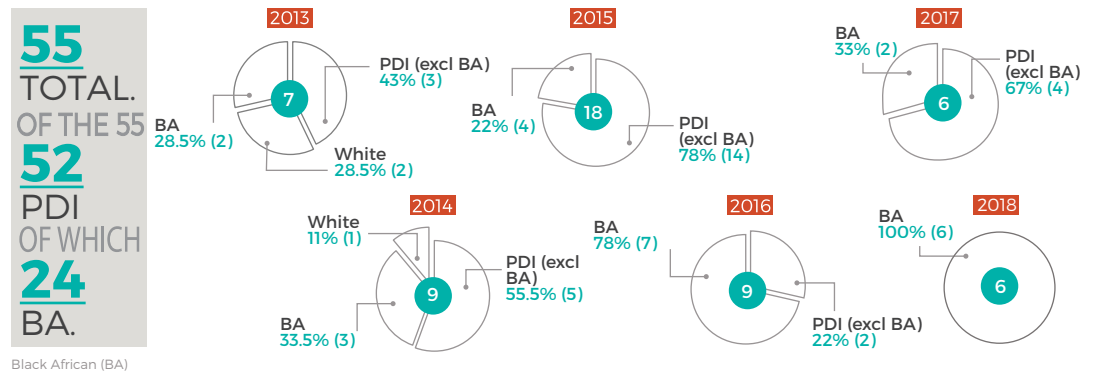 55
TOTAL.
OF THE 55
52
PDI
OF WHICH
24
BA.
Black African (BA)
2013
7
PDI (excl BA)
43% (3)
BA
28.5% (2)
White
28.5% (2)
2015
18
BA
22% (4)
PDI
(excl BA)
78% (14)
2017
6
BA
33% (2)
PDI
(excl BA)
67% (4)
2014
9
White
11% (1)
PDI (excl
BA)
55.5% (5)
BA
33.5% (3)
2016
9
BA
78% (7)
PDI (excl BA)
22% (2)
2018
6
BA
100% (6)